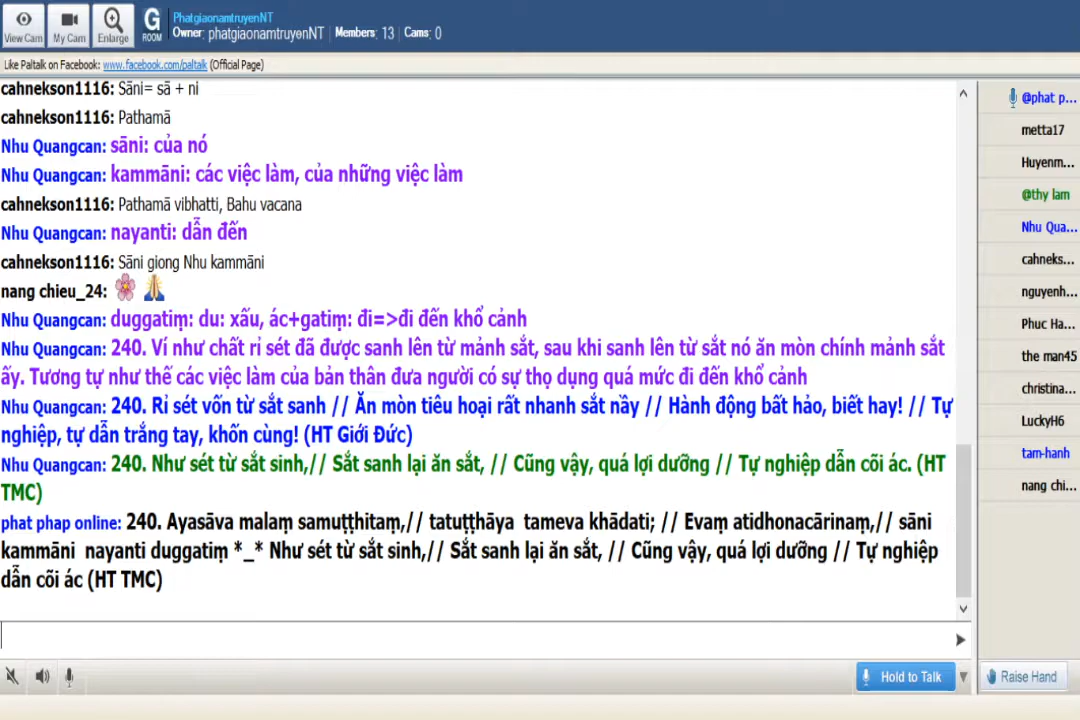 View Cam
My Cam
Enlarge
G
ROOM
PhatgiaonamtruyenNT
Owner: phatgiaonamtruyenNT | Members: 13 | Cams: 0
Like Paltalk on Facebook: www.facebook.com/paltalk (Official Page)
cahnekson1116: Sāni= sā + ni
cahnekson1116: Pathamā
Nhu Quangcan: sāni: của nó
Nhu Quangcan: kammāni: các việc làm, của những việc làm
cahnekson1116: Pathamā vibhatti, Bahu vacana
Nhu Quangcan: nayanti: dẫn đến
cahnekson1116: Sāni giong Nhu kammāni
nang chieu_24:
Nhu Quangcan: duggatiṃ: du: xấu, ác+gatiṃ: đi=>đi đến khổ cảnh
Nhu Quangcan: 240. Ví như chất rỉ sét đã được sanh lên từ mảnh sắt, sau khi sanh lên từ sắt nó ăn mòn chính mảnh sắt
ấy. Tương tự như thế các việc làm của bản thân đưa người có sự thọ dụng quá mức đi đến khổ cảnh
Nhu Quangcan: 240. Rỉ sét vốn từ sắt sanh // Ăn mòn tiêu hoại rất nhanh sắt nầy // Hành động bất hảo, biết hay! // Tự
nghiệp, tự dẫn trắng tay, khốn cùng! (HT Giới Đức)
Nhu Quangcan: 240. Như sét từ sắt sinh,// Sắt sanh lại ăn sắt, // Cũng vậy, quá lợi dưỡng // Tự nghiệp dẫn cõi ác. (HT
TMC)
phat phap online: 240. Ayasāva malaṃ samuṭṭhitaṃ,// tatuṭṭhāya tameva khādati; // Evaṃ atidhonacārinaṃ,// sāni
kammāni nayanti duggatiṃ *_* Như sét từ sắt sinh,// Sắt sanh lại ăn sắt, // Cũng vậy, quá lợi dưỡng // Tự nghiệp
dẫn cõi ác (HT TMC)
@phat p...
metta17
Huyenm...
@thy lam
Nhu Qua...
cahneks...
nguyenh...
Phuc Ha...
the man45
christina...
LuckyH6
tam-hanh
nang chi...
Hold to Talk
Raise Hand